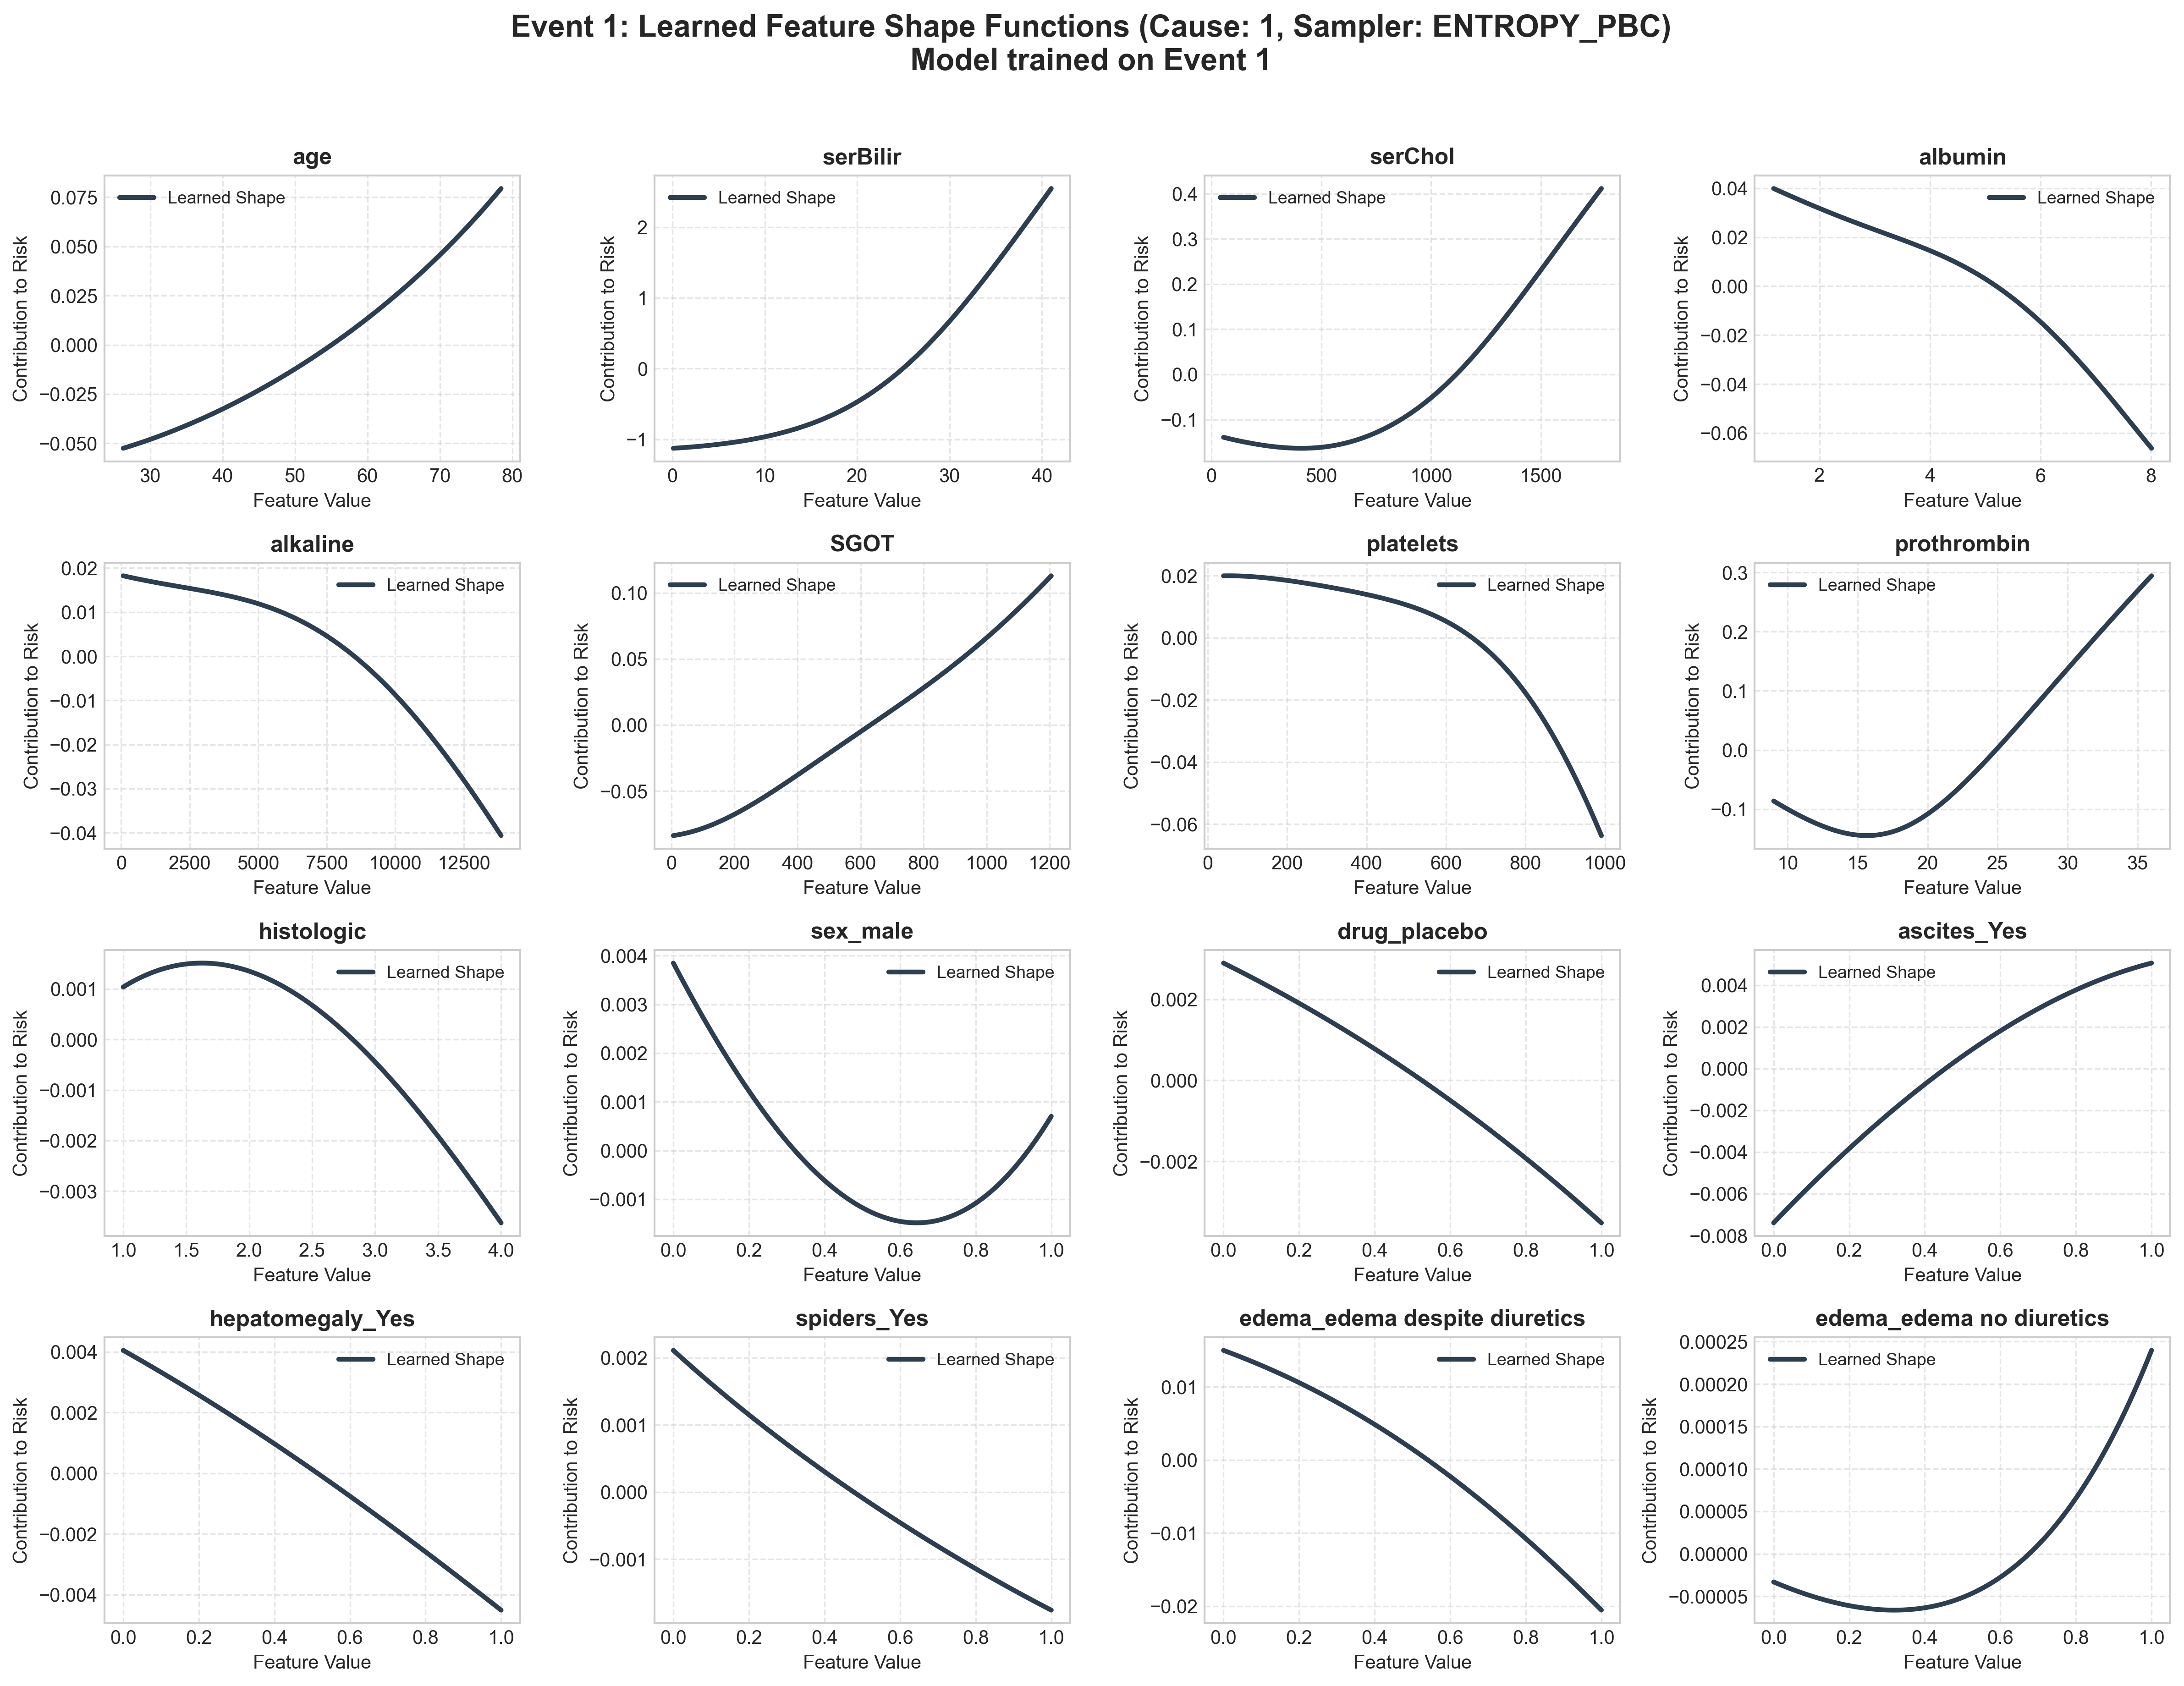 Event 1: Learned Feature Shape Functions (Cause: 1, Sampler: ENTROPY_PBC)
Model trained on Event 1
age
Contribution to Risk
0.075
0.050
0.025
0.000
−0.025
−0.050
Learned Shape
30 40 50 60 70 80
Feature Value
serBilir
Contribution to Risk
2
1
0
−1
Learned Shape
0 10 20 30 40
Feature Value
serChol
Contribution to Risk
0.4
0.3
0.2
0.1
0.0
−0.1
Learned Shape
0 500 1000 1500
Feature Value
albumin
Contribution to Risk
0.04
0.02
0.00
−0.02
−0.04
−0.06
Learned Shape
2 4 6 8
Feature Value
alkaline
Contribution to Risk
0.02
0.01
0.00
−0.01
−0.02
−0.03
−0.04
Learned Shape
0 2500 5000 7500 10000 12500
Feature Value
SGOT
Contribution to Risk
0.10
0.05
0.00
−0.05
Learned Shape
0 200 400 600 800 1000 1200
Feature Value
platelets
Contribution to Risk
0.02
0.00
−0.02
−0.04
−0.06
Learned Shape
0 200 400 600 800 1000
Feature Value
prothrombin
Contribution to Risk
0.3
0.2
0.1
0.0
−0.1
Learned Shape
10 15 20 25 30 35
Feature Value
histologic
Contribution to Risk
0.001
0.000
−0.001
−0.002
−0.003
Learned Shape
1.0 1.5 2.0 2.5 3.0 3.5 4.0
Feature Value
sex_male
Contribution to Risk
0.004
0.003
0.002
0.001
0.000
−0.001
Learned Shape
0.0 0.2 0.4 0.6 0.8 1.0
Feature Value
drug_placebo
Contribution to Risk
0.002
0.000
−0.002
Learned Shape
0.0 0.2 0.4 0.6 0.8 1.0
Feature Value
ascites_Yes
Contribution to Risk
0.004
0.002
0.000
−0.002
−0.004
−0.006
−0.008
Learned Shape
0.0 0.2 0.4 0.6 0.8 1.0
Feature Value
hepatomegaly_Yes
Contribution to Risk
0.004
0.002
0.000
−0.002
−0.004
Learned Shape
0.0 0.2 0.4 0.6 0.8 1.0
Feature Value
spiders_Yes
Contribution to Risk
0.002
0.001
0.000
−0.001
Learned Shape
0.0 0.2 0.4 0.6 0.8 1.0
Feature Value
edema_edema despite diuretics
Contribution to Risk
0.01
0.00
−0.01
−0.02
Learned Shape
0.0 0.2 0.4 0.6 0.8 1.0
Feature Value
edema_edema no diuretics
Contribution to Risk
0.00025
0.00020
0.00015
0.00010
0.00005
0.00000
−0.00005
Learned Shape
0.0 0.2 0.4 0.6 0.8 1.0
Feature Value